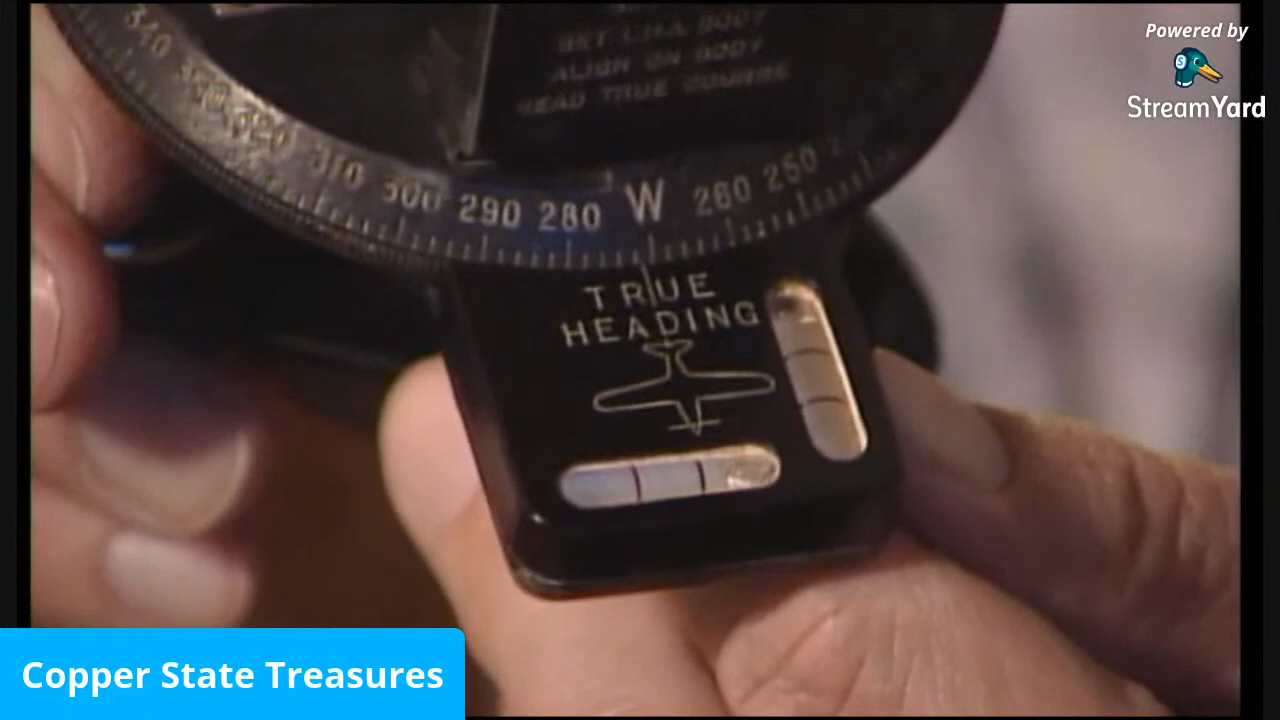 Powered by
StreamYard
SET L.H.A. BODY
ALIGN ON BODY
READ TRUE COURSE
340
320
310
300
290
280
W
260
250
TRUE
HEADING
Copper State Treasures